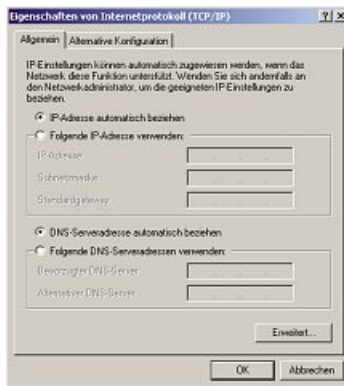 Eigenschaften von Internetprotokoll (TCP/IP)
Allgemein
Alternative Konfiguration
IP-Einstellungen können automatisch zugewiesen werden, wenn das
Netzwerk diese Funktion unterstützt. Wenden Sie sich andernfalls an
den Netzwerkadministrator, um die geeigneten IP-Einstellungen zu
beziehen.
IP-Adresse automatisch beziehen
Folgende IP-Adresse verwenden:
IP-Adresse:
Subnetzmaske:
Standardgateway:
DNS-Serveradresse automatisch beziehen
Folgende DNS-Serveradressen verwenden:
Bevorzugter DNS-Server:
Alternativer DNS-Server:
Erweitert...
OK
Abbrechen